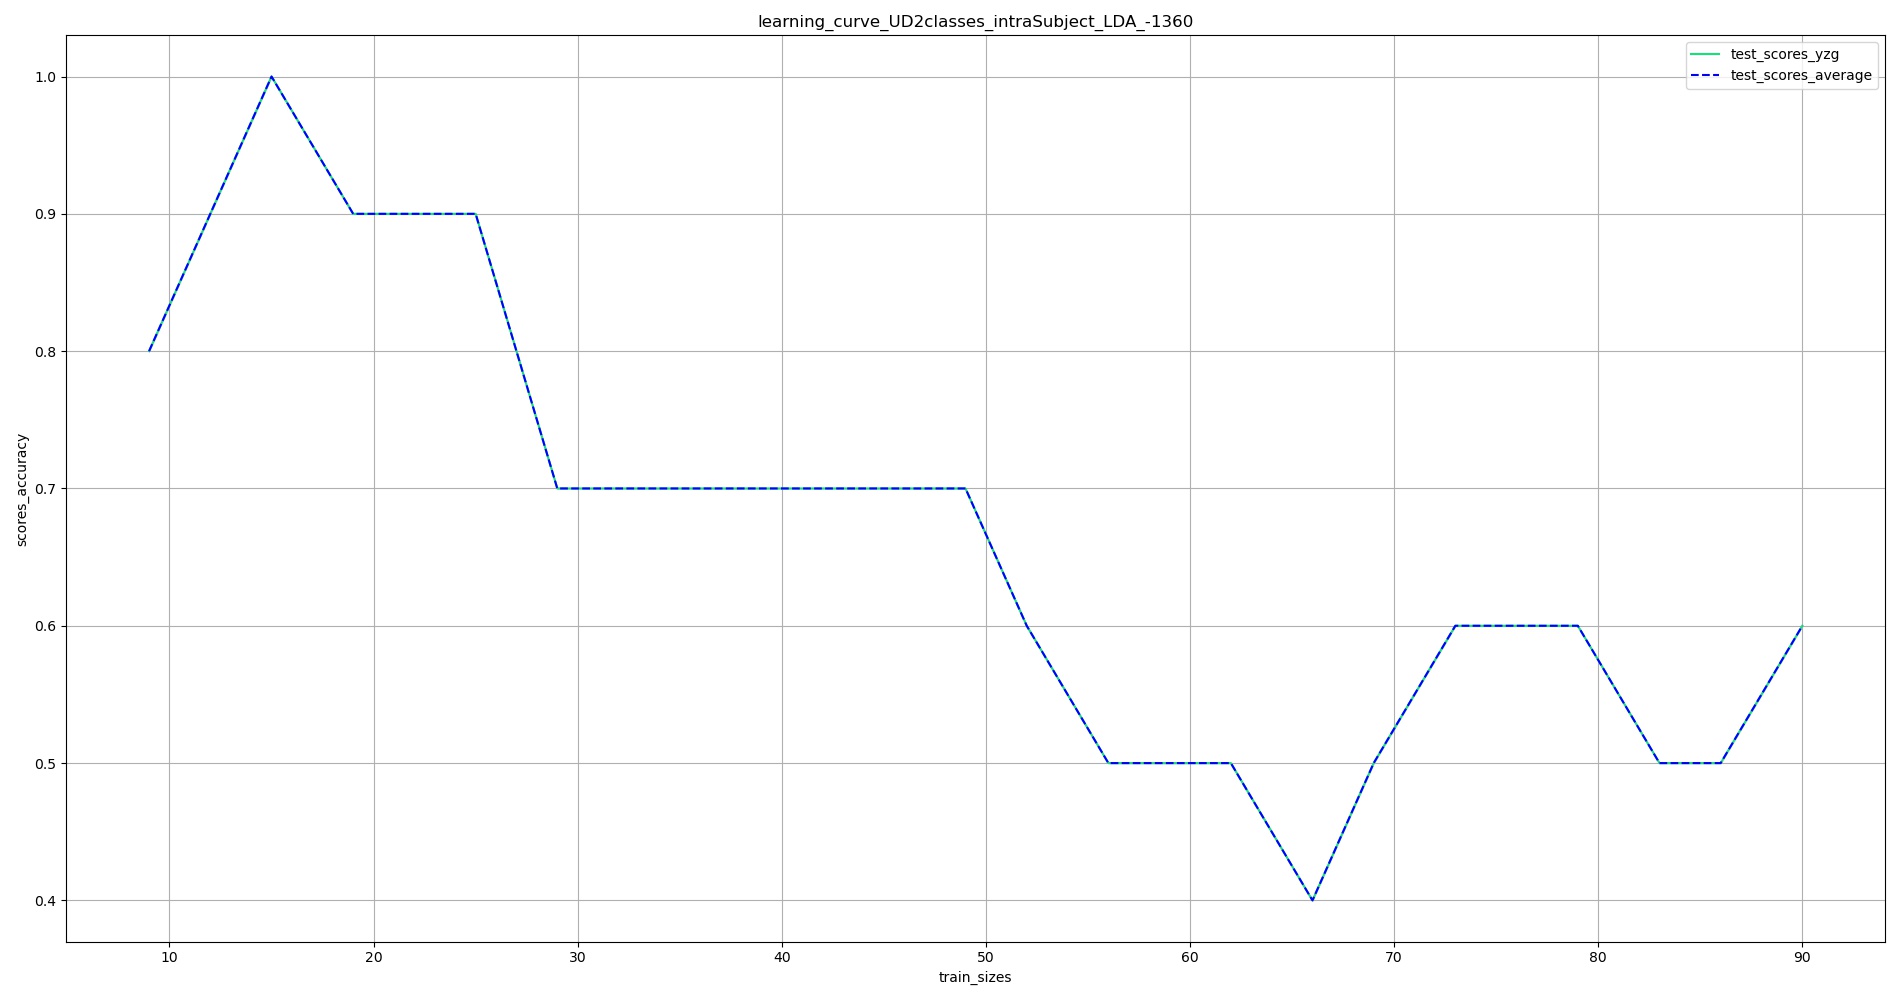 learning_curve_UD2classes_intraSubject_LDA_-1360
test_scores_yzg
test_scores_average
1.0
0.9
0.8
0.7
0.6
0.5
0.4
scores_accuracy
10 20 30 40 50 60 70 80 90
train_sizes